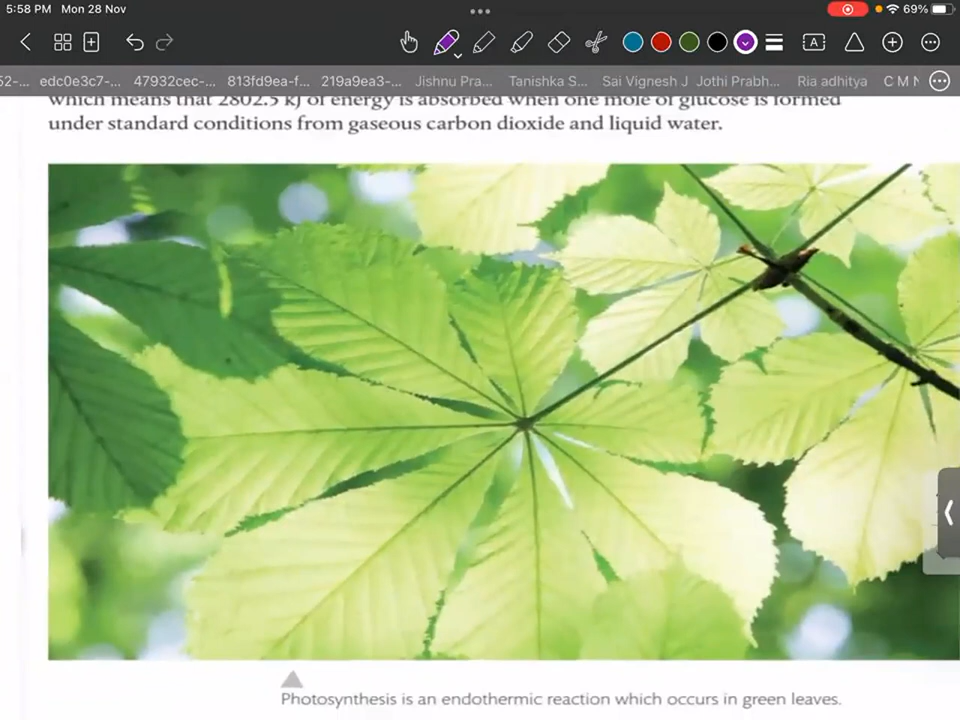 5:58 PM Mon 28 Nov
69%
A
52-... edc0e3c7-... 47932cec-... 813fd9ea-f... 219a9ea3-... Jishnu Pra... Tanishka S... Sai Vignesh J Jothi Prabh... Ria adhitya C M
which means that 2802.5 kJ of energy is absorbed when one mole of glucose is formed
under standard conditions from gaseous carbon dioxide and liquid water.
Photosynthesis is an endothermic reaction which occurs in green leaves.